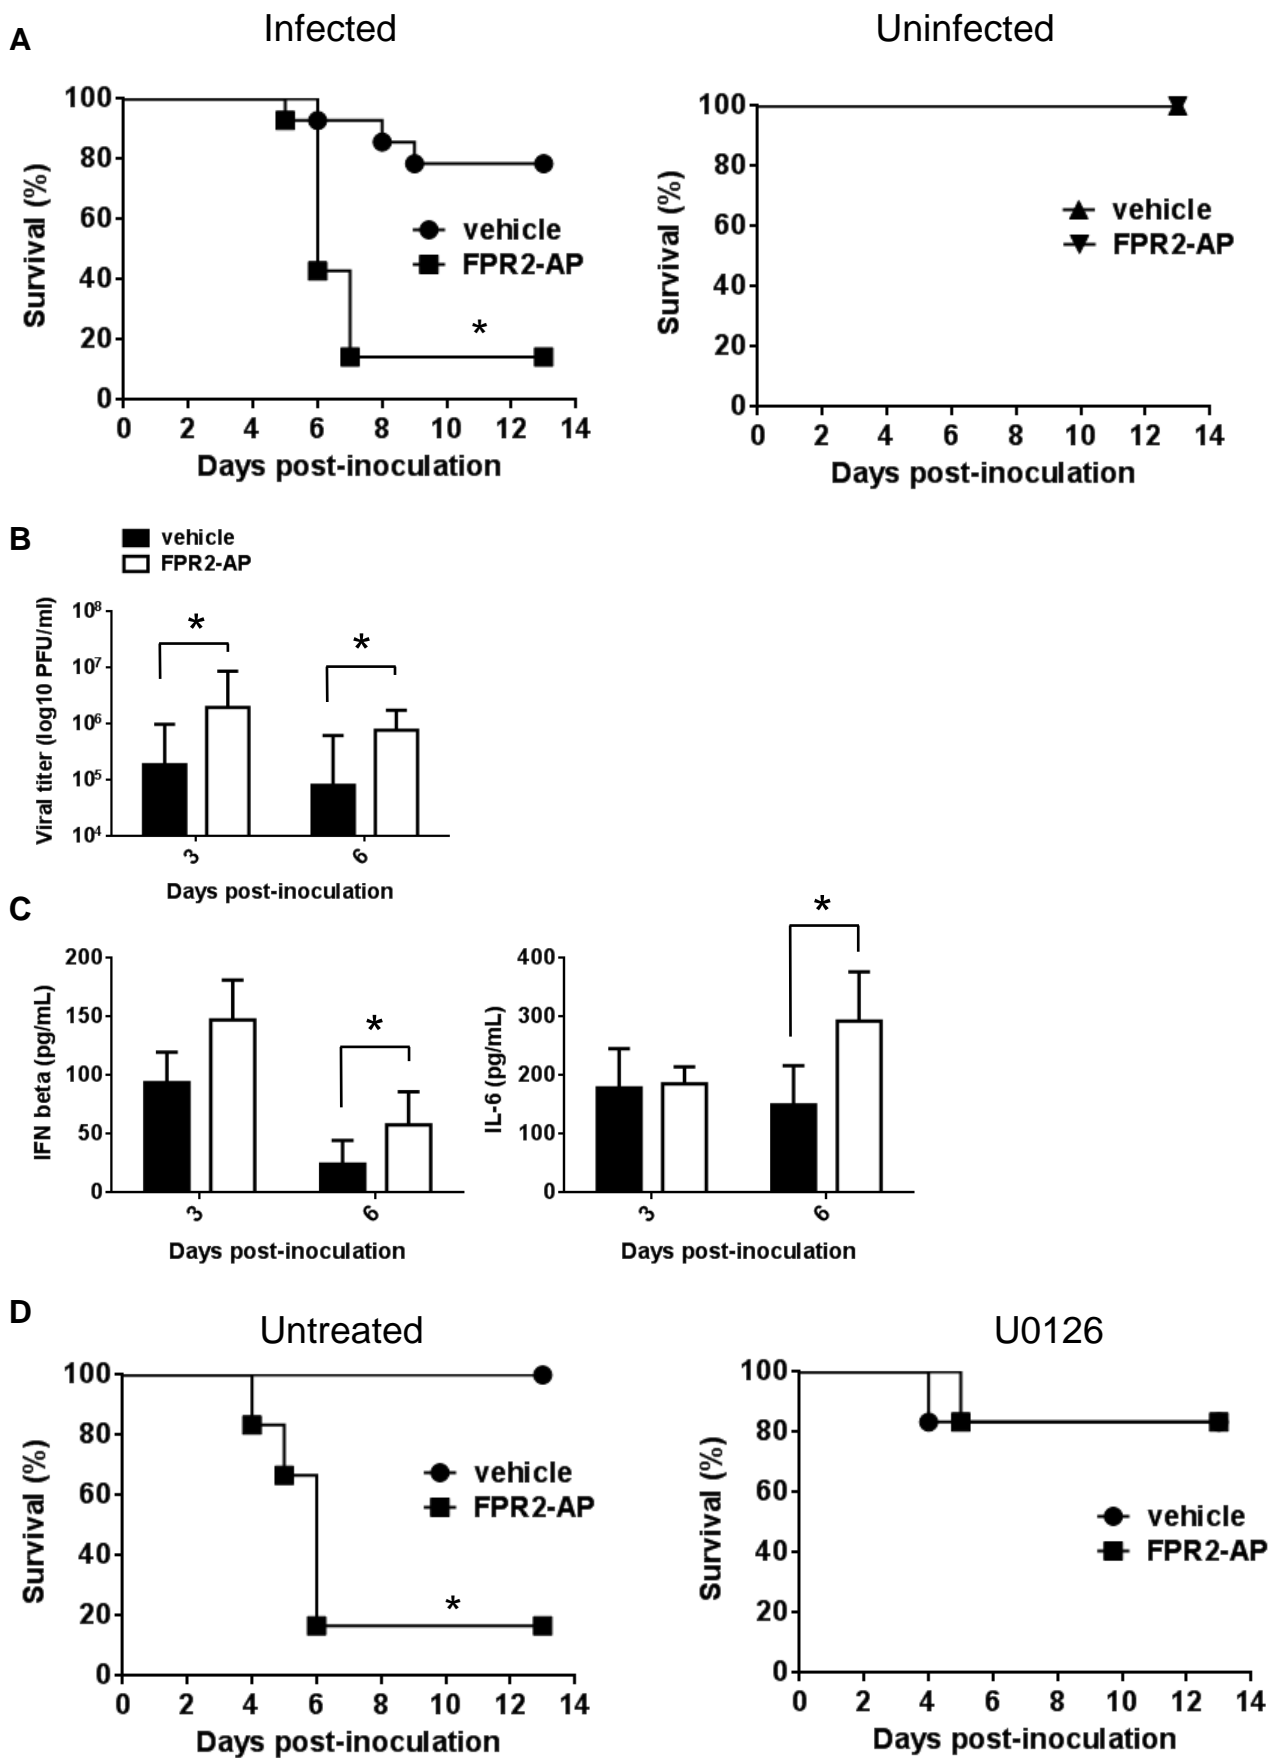 A
Infected
Uninfected
Survival (%)
100
80
60
40
20
0
0 2 4 6 8 10 12 14
Days post-inoculation
vehicle
FPR2-AP
*
Survival (%)
100
80
60
40
20
0
0 2 4 6 8 10 12 14
Days post-inoculation
vehicle
FPR2-AP
B
vehicle
FPR2-AP
Viral titer (log10 PFU/ml)
10⁸
10⁷
10⁶
10⁵
10⁴
* *
3 6
Days post-inoculation
C
IFN beta (pg/mL)
200
150
100
50
0
*
3 6
Days post-inoculation
IL-6 (pg/mL)
400
300
200
100
0
*
3 6
Days post-inoculation
D
Untreated
U0126
Survival (%)
100
80
60
40
20
0
0 2 4 6 8 10 12 14
Days post-inoculation
vehicle
FPR2-AP
*
Survival (%)
100
80
60
40
20
0
0 2 4 6 8 10 12 14
Days post-inoculation
vehicle
FPR2-AP